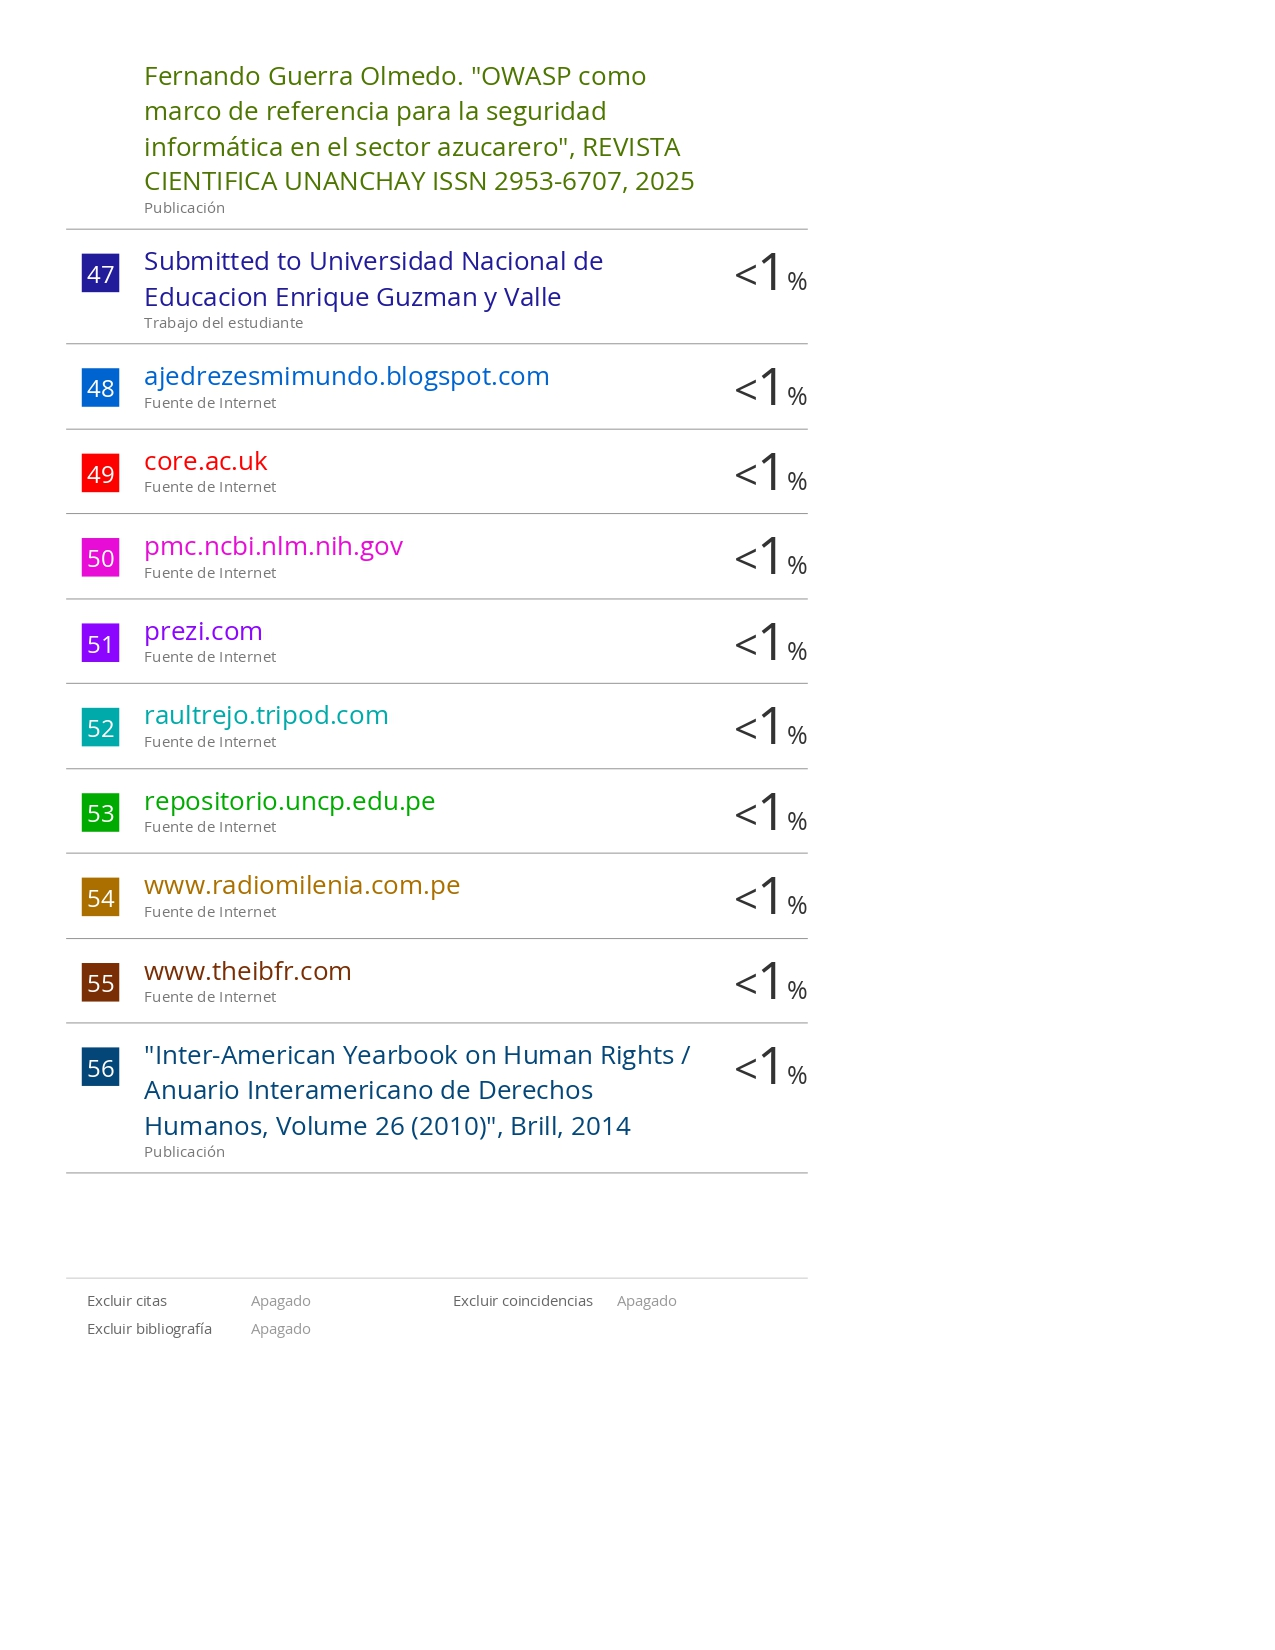 Fernando Guerra Olmedo. "OWASP como
marco de referencia para la seguridad
informática en el sector azucarero", REVISTA
CIENTIFICA UNANCHAY ISSN 2953-6707, 2025
Publicación
47 Submitted to Universidad Nacional de <1%
Educacion Enrique Guzman y Valle
Trabajo del estudiante
48 ajedrezesmimundo.blogspot.com <1%
Fuente de Internet
49 core.ac.uk <1%
Fuente de Internet
50 pmc.ncbi.nlm.nih.gov <1%
Fuente de Internet
51 prezi.com <1%
Fuente de Internet
52 raultrejo.tripod.com <1%
Fuente de Internet
53 repositorio.uncp.edu.pe <1%
Fuente de Internet
54 www.radiomilenia.com.pe <1%
Fuente de Internet
55 www.theibfr.com <1%
Fuente de Internet
56 "Inter-American Yearbook on Human Rights / <1%
Anuario Interamericano de Derechos
Humanos, Volume 26 (2010)", Brill, 2014
Publicación
Excluir citas Apagado Excluir coincidencias Apagado
Excluir bibliografía Apagado